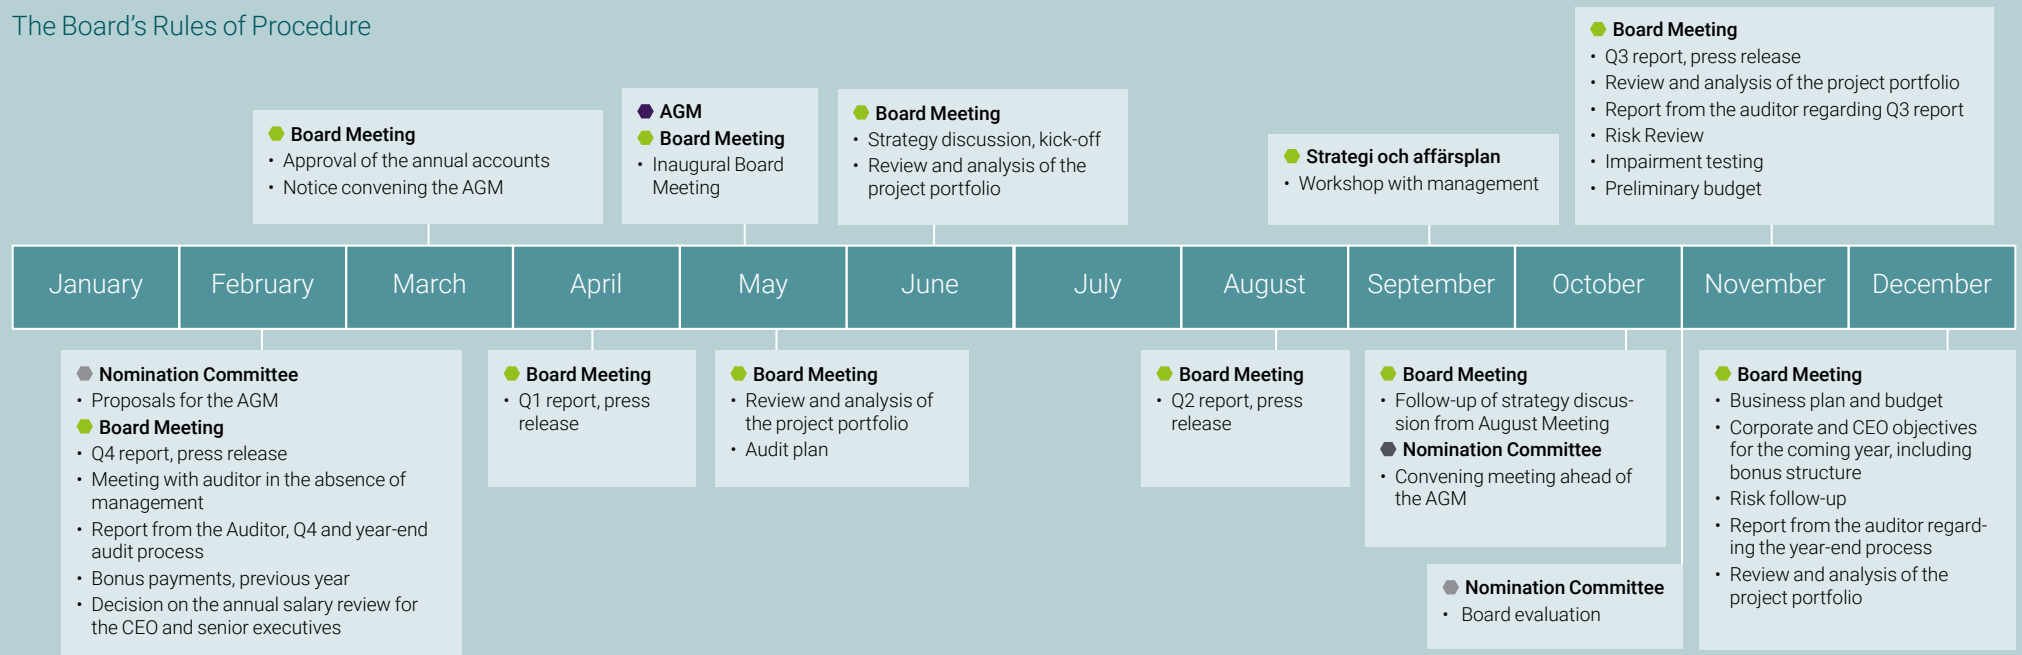 The Board's Rules of Procedure
Board Meeting
• Approval of the annual accounts
• Notice convening the AGM
AGM
Board Meeting
• Inaugural Board
Meeting
Board Meeting
• Strategy discussion, kick-off
• Review and analysis of the
project portfolio
Strategi och affärsplan
• Workshop with management
Board Meeting
• Q3 report, press release
• Review and analysis of the project portfolio
• Report from the auditor regarding Q3 report
• Risk Review
• Impairment testing
• Preliminary budget
January
February
March
April
May
June
July
August
September
October
November
December
Nomination Committee
• Proposals for the AGM
Board Meeting
• Q4 report, press release
• Meeting with auditor in the absence of
management
• Report from the Auditor, Q4 and year-end
audit process
• Bonus payments, previous year
• Decision on the annual salary review for
the CEO and senior executives
Board Meeting
• Q1 report, press
release
Board Meeting
• Review and analysis of
the project portfolio
• Audit plan
Board Meeting
• Q2 report, press
release
Board Meeting
• Follow-up of strategy discus-
sion from August Meeting
Nomination Committee
• Convening meeting ahead of
the AGM
Nomination Committee
• Board evaluation
Board Meeting
• Business plan and budget
• Corporate and CEO objectives
for the coming year, including
bonus structure
• Risk follow-up
• Report from the auditor regard-
ing the year-end process
• Review and analysis of the
project portfolio